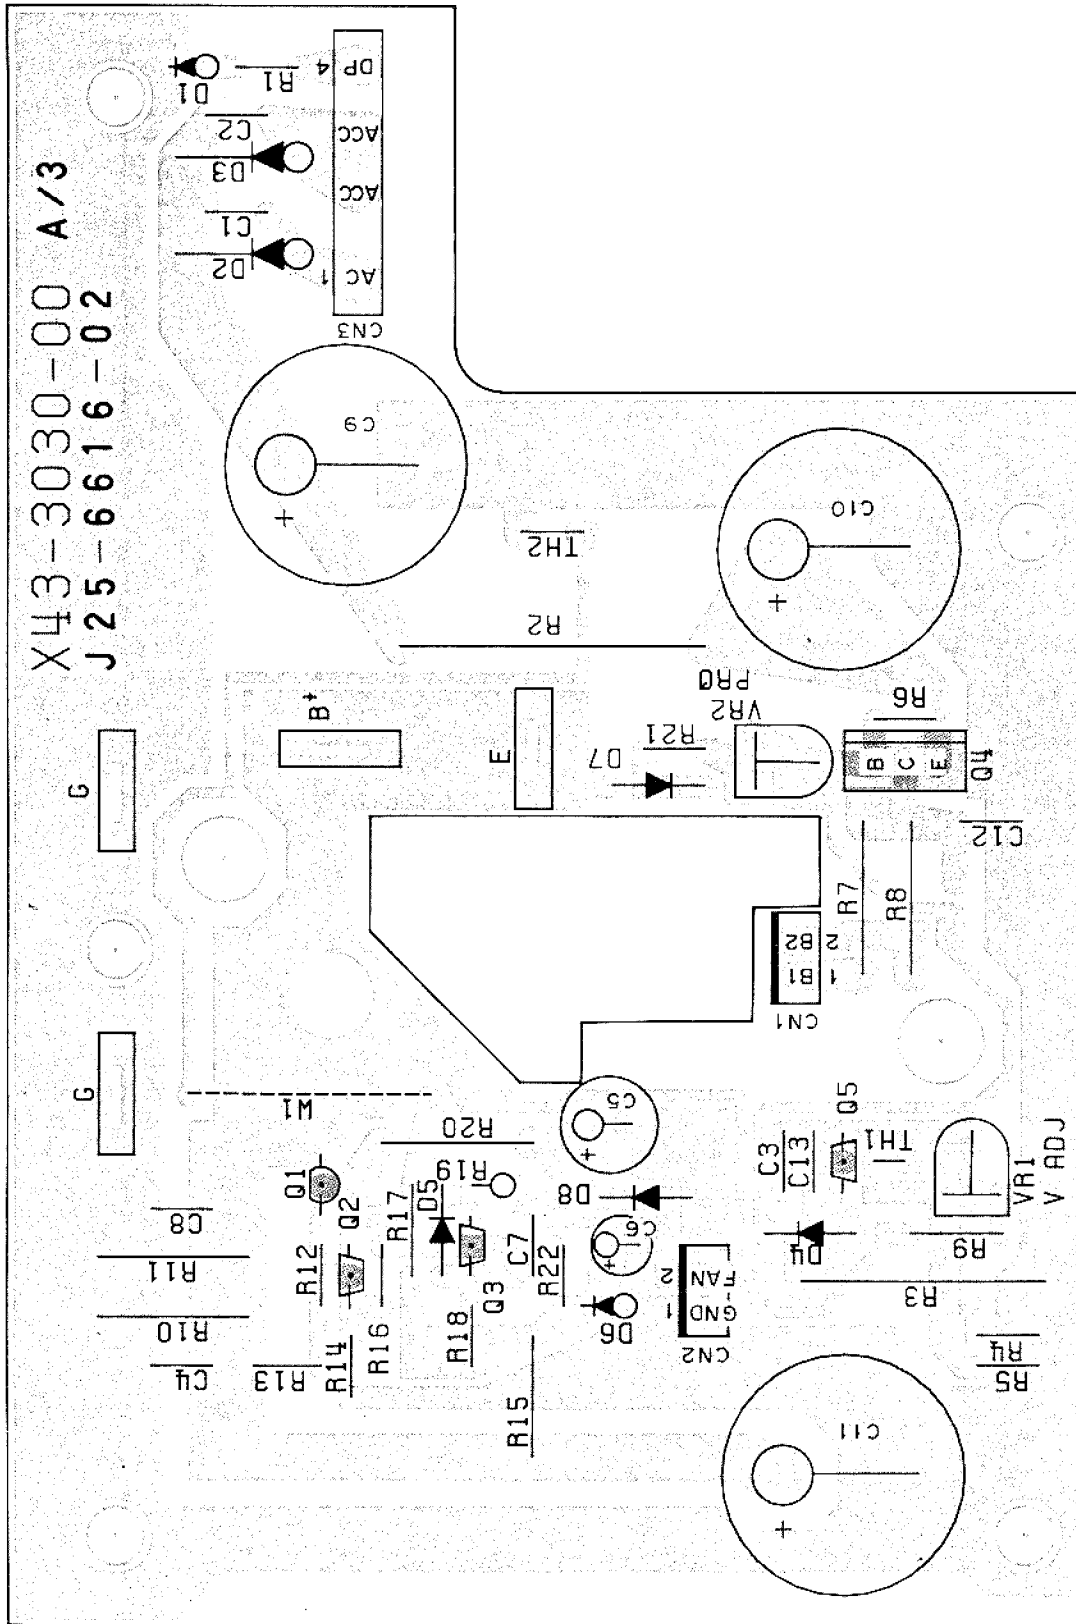 X43-3030-00 A/3
J25-6616-02
D1
R1
4
DP
C2
ACC
D3
ACC
C1
D2
1
AC
CN3
C9
+
TH2
C10
+
R2
B+
G
E
D7
R21
VR2
PRO
R6
B
C
E
Q4
C12
R7
R8
B2 2
B1 1
CN1
G
W1
R20
C5
+
Q1
Q2
C8
R11
R12
R17
D5
R19
D8
C3
C13
Q5
TH1
VR1
V ADJ
C7
R22
C6
+
FAN 2
GND 1
CN2
D4
R9
R3
R10
C4
R13
R14
R16
R18
Q3
D6
R15
R4
R5
C11
+